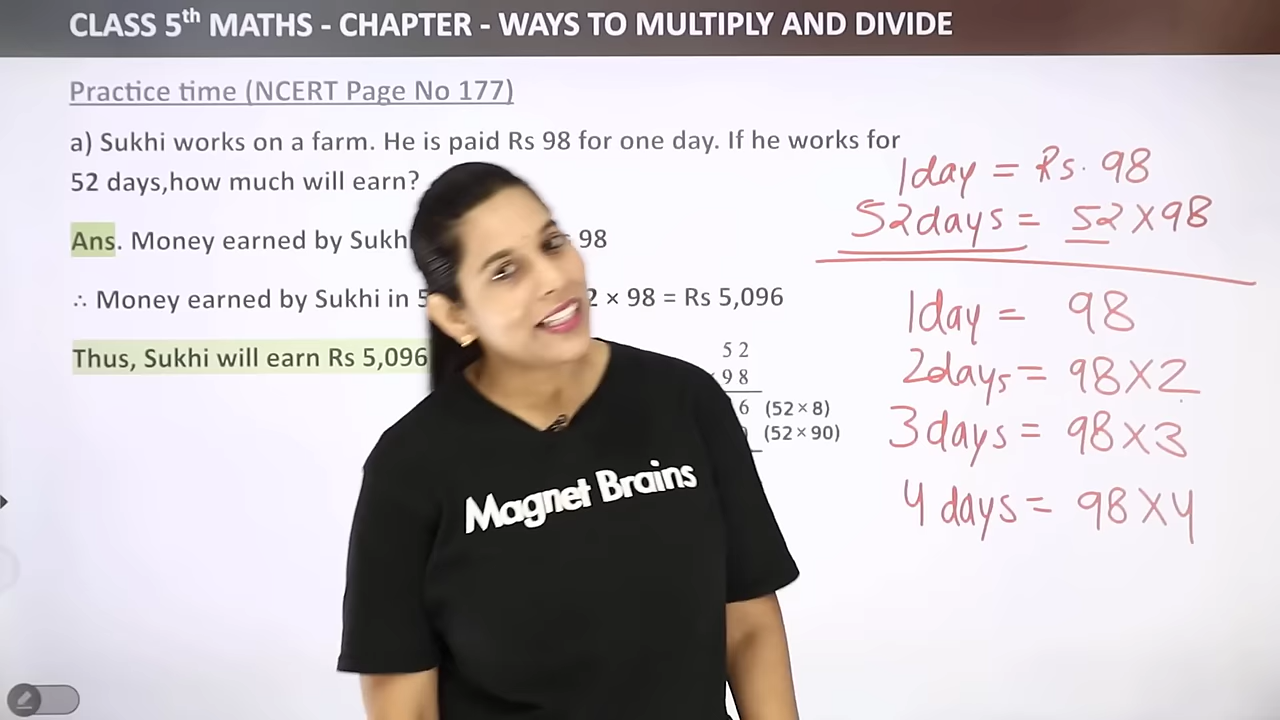 CLASS 5th MATHS - CHAPTER - WAYS TO MULTIPLY AND DIVIDE
Practice time (NCERT Page No 177)
a) Sukhi works on a farm. He is paid Rs 98 for one day. If he works for
52 days,how much will earn?
Ans. Money earned by 98
∴ Money earned by Sukhi in × 98 = Rs 5,096
Thus, Sukhi will earn Rs 5,096
5 2
9 8
6 (52 × 8)
(52 × 90)
1day = Rs. 98
52days = 52×98
1day = 98
2days = 98×2
3days = 98×3
4days = 98×4
Magnet Brains